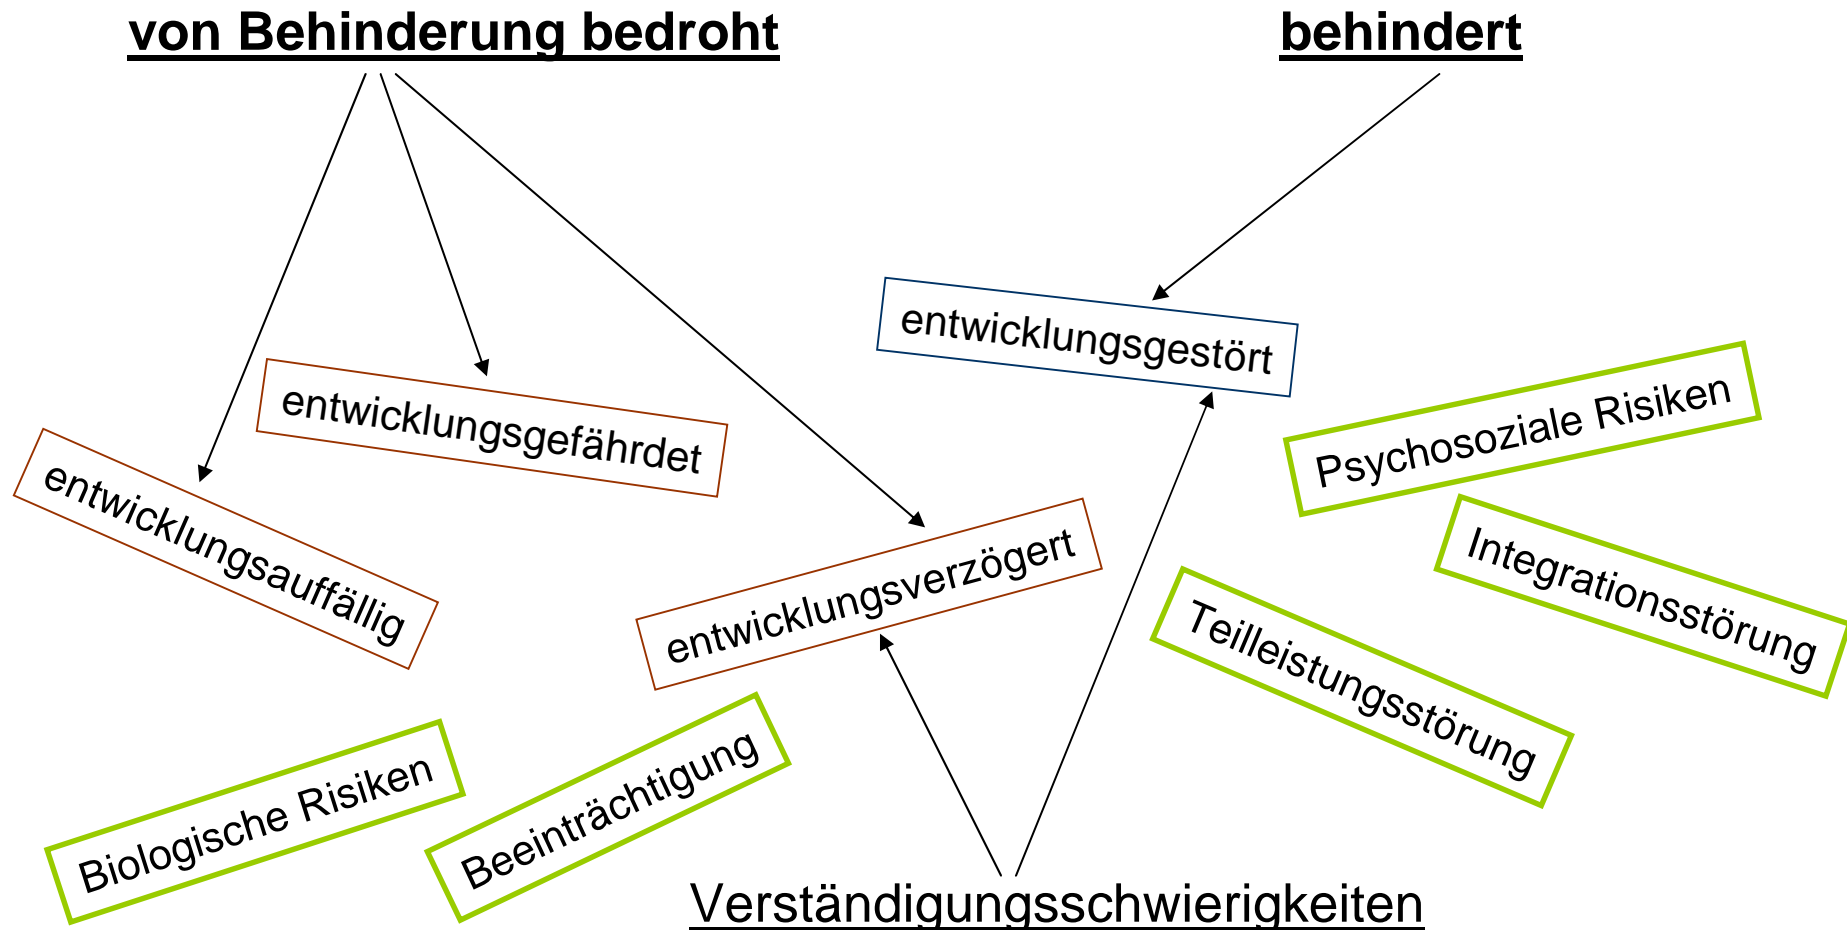 von Behinderung bedroht
behindert
entwicklungsgestört
entwicklungsgefährdet
Psychosoziale Risiken
entwicklungsauffällig
entwicklungsverzögert
Integrationsstörung
Teilleistungsstörung
Biologische Risiken
Beeinträchtigung
Verständigungsschwierigkeiten